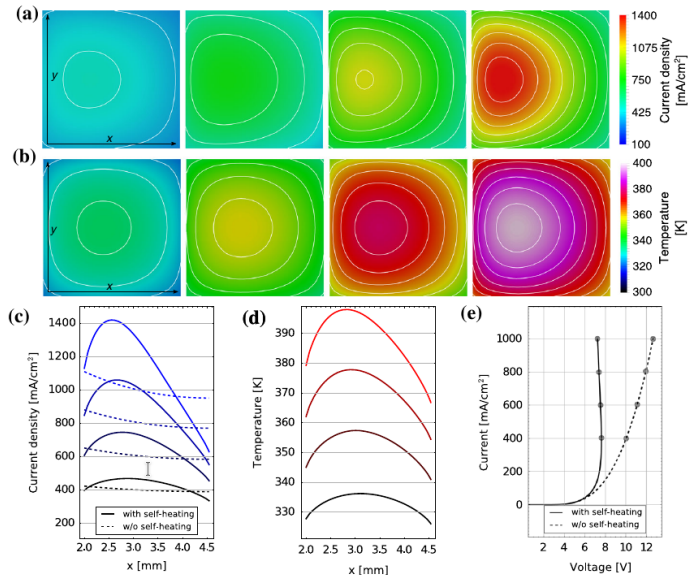 (a)
y
x
1400
1075
750
425
100
Current density
[mA/cm²]
(b)
y
x
400
380
360
340
320
300
Temperature
[K]
(c)
1400
1200
1000
800
600
400
200
Current density [mA/cm²]
with self-heating
w/o self-heating
2.0 2.5 3.0 3.5 4.0 4.5
x [mm]
(d)
390
380
370
360
350
340
330
Temperature [K]
2.0 2.5 3.0 3.5 4.0 4.5
x [mm]
(e)
1000
800
600
400
200
0
Current [mA/cm²]
with self-heating
w/o self-heating
2 4 6 8 10 12
Voltage [V]